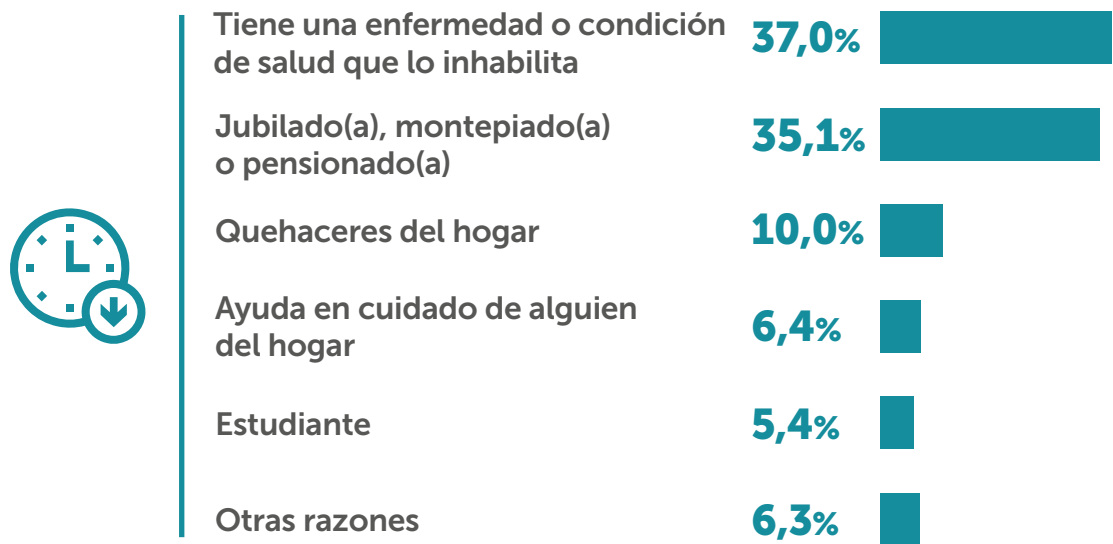 Tiene una enfermedad o condición
de salud que lo inhabilita
37,0%
Jubilado(a), montepiado(a)
o pensionado(a)
35,1%
Quehaceres del hogar
10,0%
Ayuda en cuidado de alguien
del hogar
6,4%
Estudiante
5,4%
Otras razones
6,3%